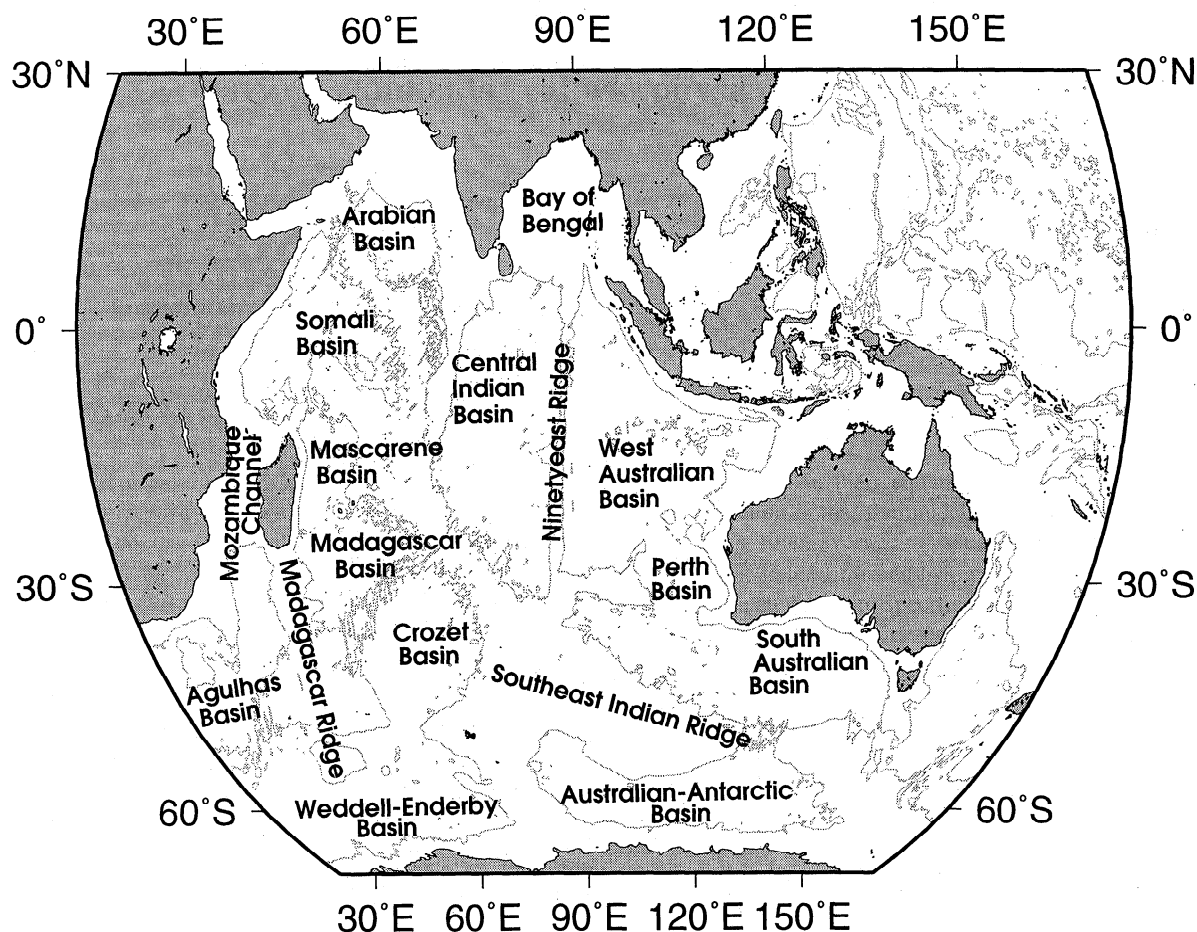 30°E 60°E 90°E 120°E 150°E
30°N 30°N
Bay of
Bengal
Arabian
Basin
Somali
Basin
0° 0°
Central
Indian
Basin
Ninetyeast Ridge
Mozambique
Channel
Mascarene
Basin
West
Australian
Basin
Madagascar
Basin
Perth
Basin
30°S 30°S
Madagascar Ridge
Crozet
Basin
South
Australian
Basin
Agulhas
Basin
Southeast Indian Ridge
Weddell-Enderby
Basin
Australian-Antarctic
Basin
60°S 60°S
30°E 60°E 90°E 120°E 150°E